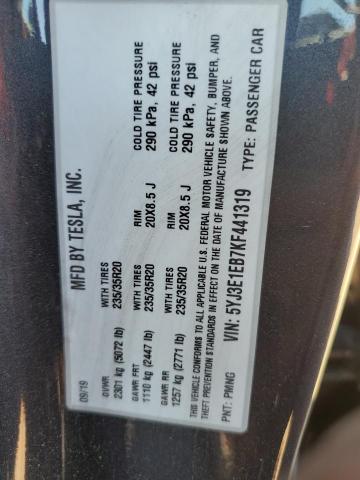 MFD BY TESLA, INC.
09/19
GVWR WITH TIRES RIM COLD TIRE PRESSURE
2301 kg (5072 lb) 235/35R20 20X8.5 J 290 kPa, 42 psi
GAWR FRT WITH TIRES RIM COLD TIRE PRESSURE
1110 kg (2447 lb) 235/35R20 20X8.5 J 290 kPa, 42 psi
GAWR RR
1257 kg (2771 lb) 235/35R20
THIS VEHICLE CONFORMS TO ALL APPLICABLE U.S. FEDERAL MOTOR VEHICLE SAFETY, BUMPER, AND
THEFT PREVENTION STANDARDS IN EFFECT ON THE DATE OF MANUFACTURE SHOWN ABOVE.
PNT: PMNG VIN: 5YJ3E1EB7KF441319 TYPE: PASSENGER CAR